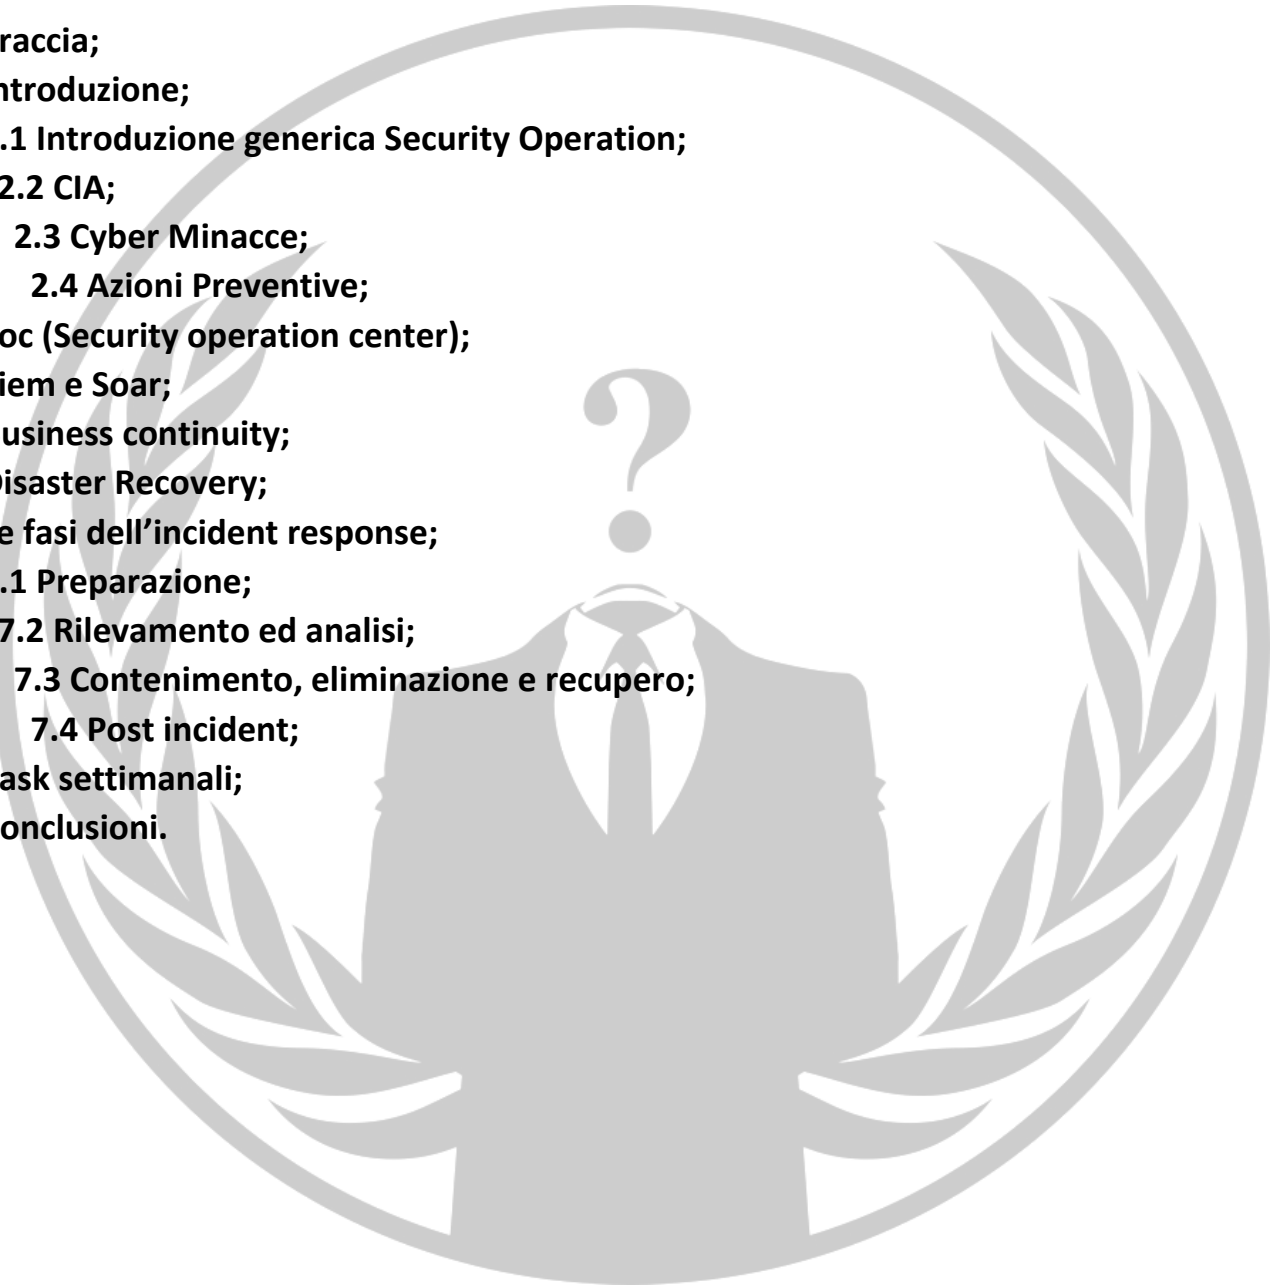 raccia;
ntroduzione;
.1 Introduzione generica Security Operation;
2.2 CIA;
2.3 Cyber Minacce;
2.4 Azioni Preventive;
oc (Security operation center);
iem e Soar;
usiness continuity;
isaster Recovery;
e fasi dell’incident response;
.1 Preparazione;
7.2 Rilevamento ed analisi;
7.3 Contenimento, eliminazione e recupero;
7.4 Post incident;
ask settimanali;
onclusioni.
?